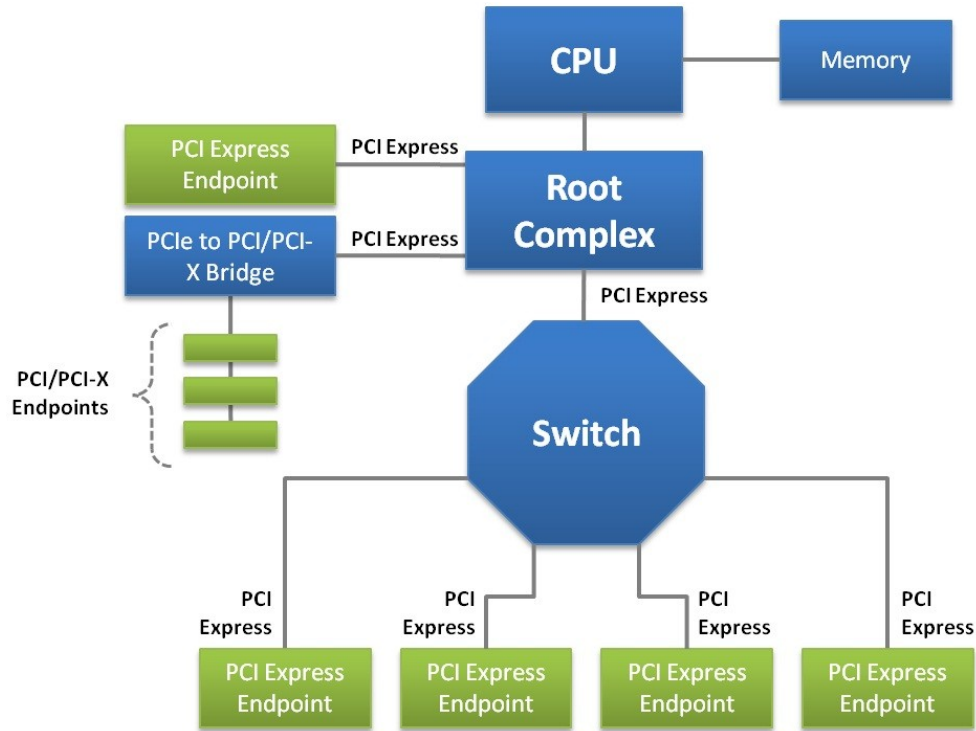 CPU
Memory
PCI Express
Endpoint
PCI Express
Root
Complex
PCIe to PCI/PCI-
X Bridge
PCI Express
PCI Express
PCI/PCI-X
Endpoints
Switch
PCI
Express
PCI
Express
PCI
Express
PCI
Express
PCI Express
Endpoint
PCI Express
Endpoint
PCI Express
Endpoint
PCI Express
Endpoint